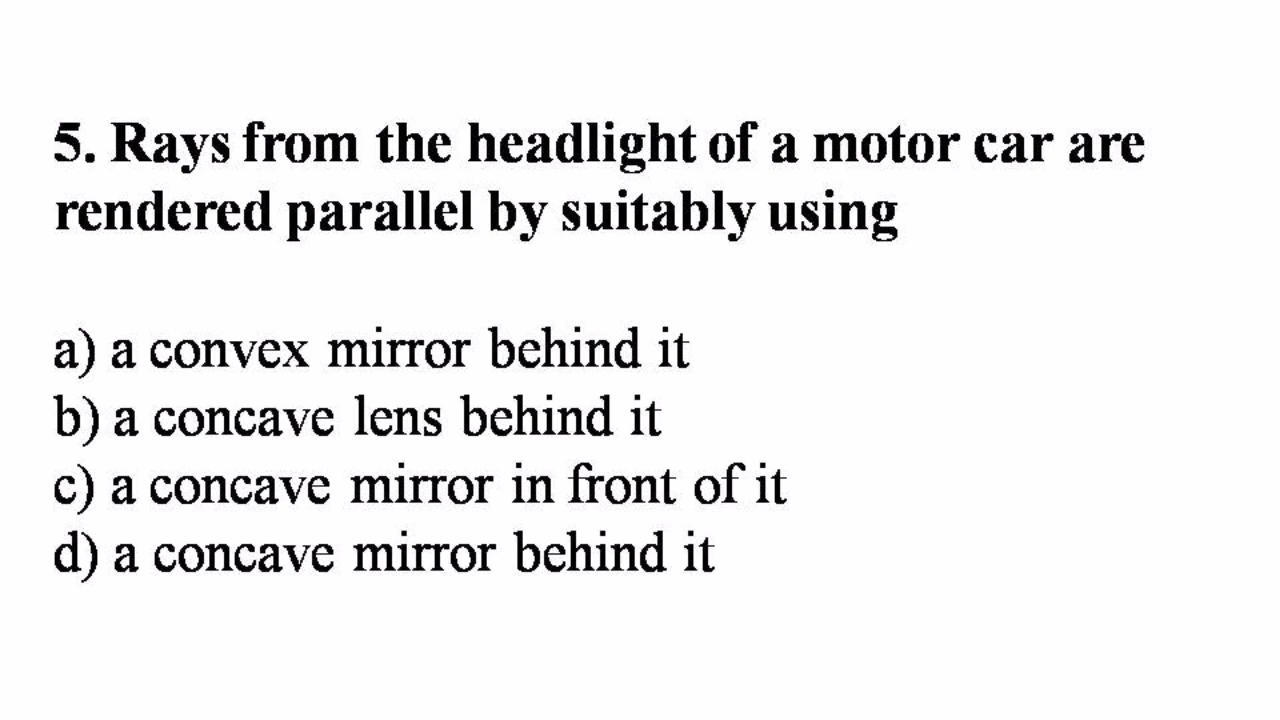 5. Rays from the headlight of a motor car are
rendered parallel by suitably using
a) a convex mirror behind it
b) a concave lens behind it
c) a concave mirror in front of it
d) a concave mirror behind it